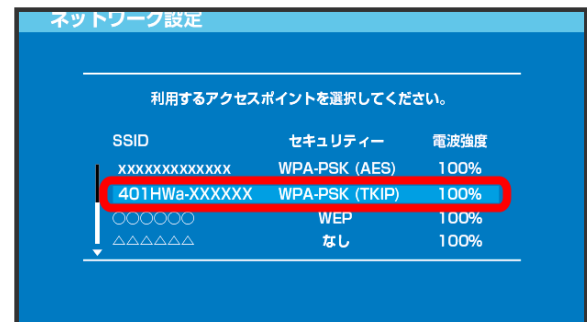 ネットワーク設定
利用するアクセスポイントを選択してください。
SSID セキュリティー 電波強度
xxxxxxxxxxxxx WPA-PSK (AES) 100%
401HWa-XXXXXX WPA-PSK (TKIP) 100%
○○○○○○ WEP 100%
△△△△△△ なし 100%